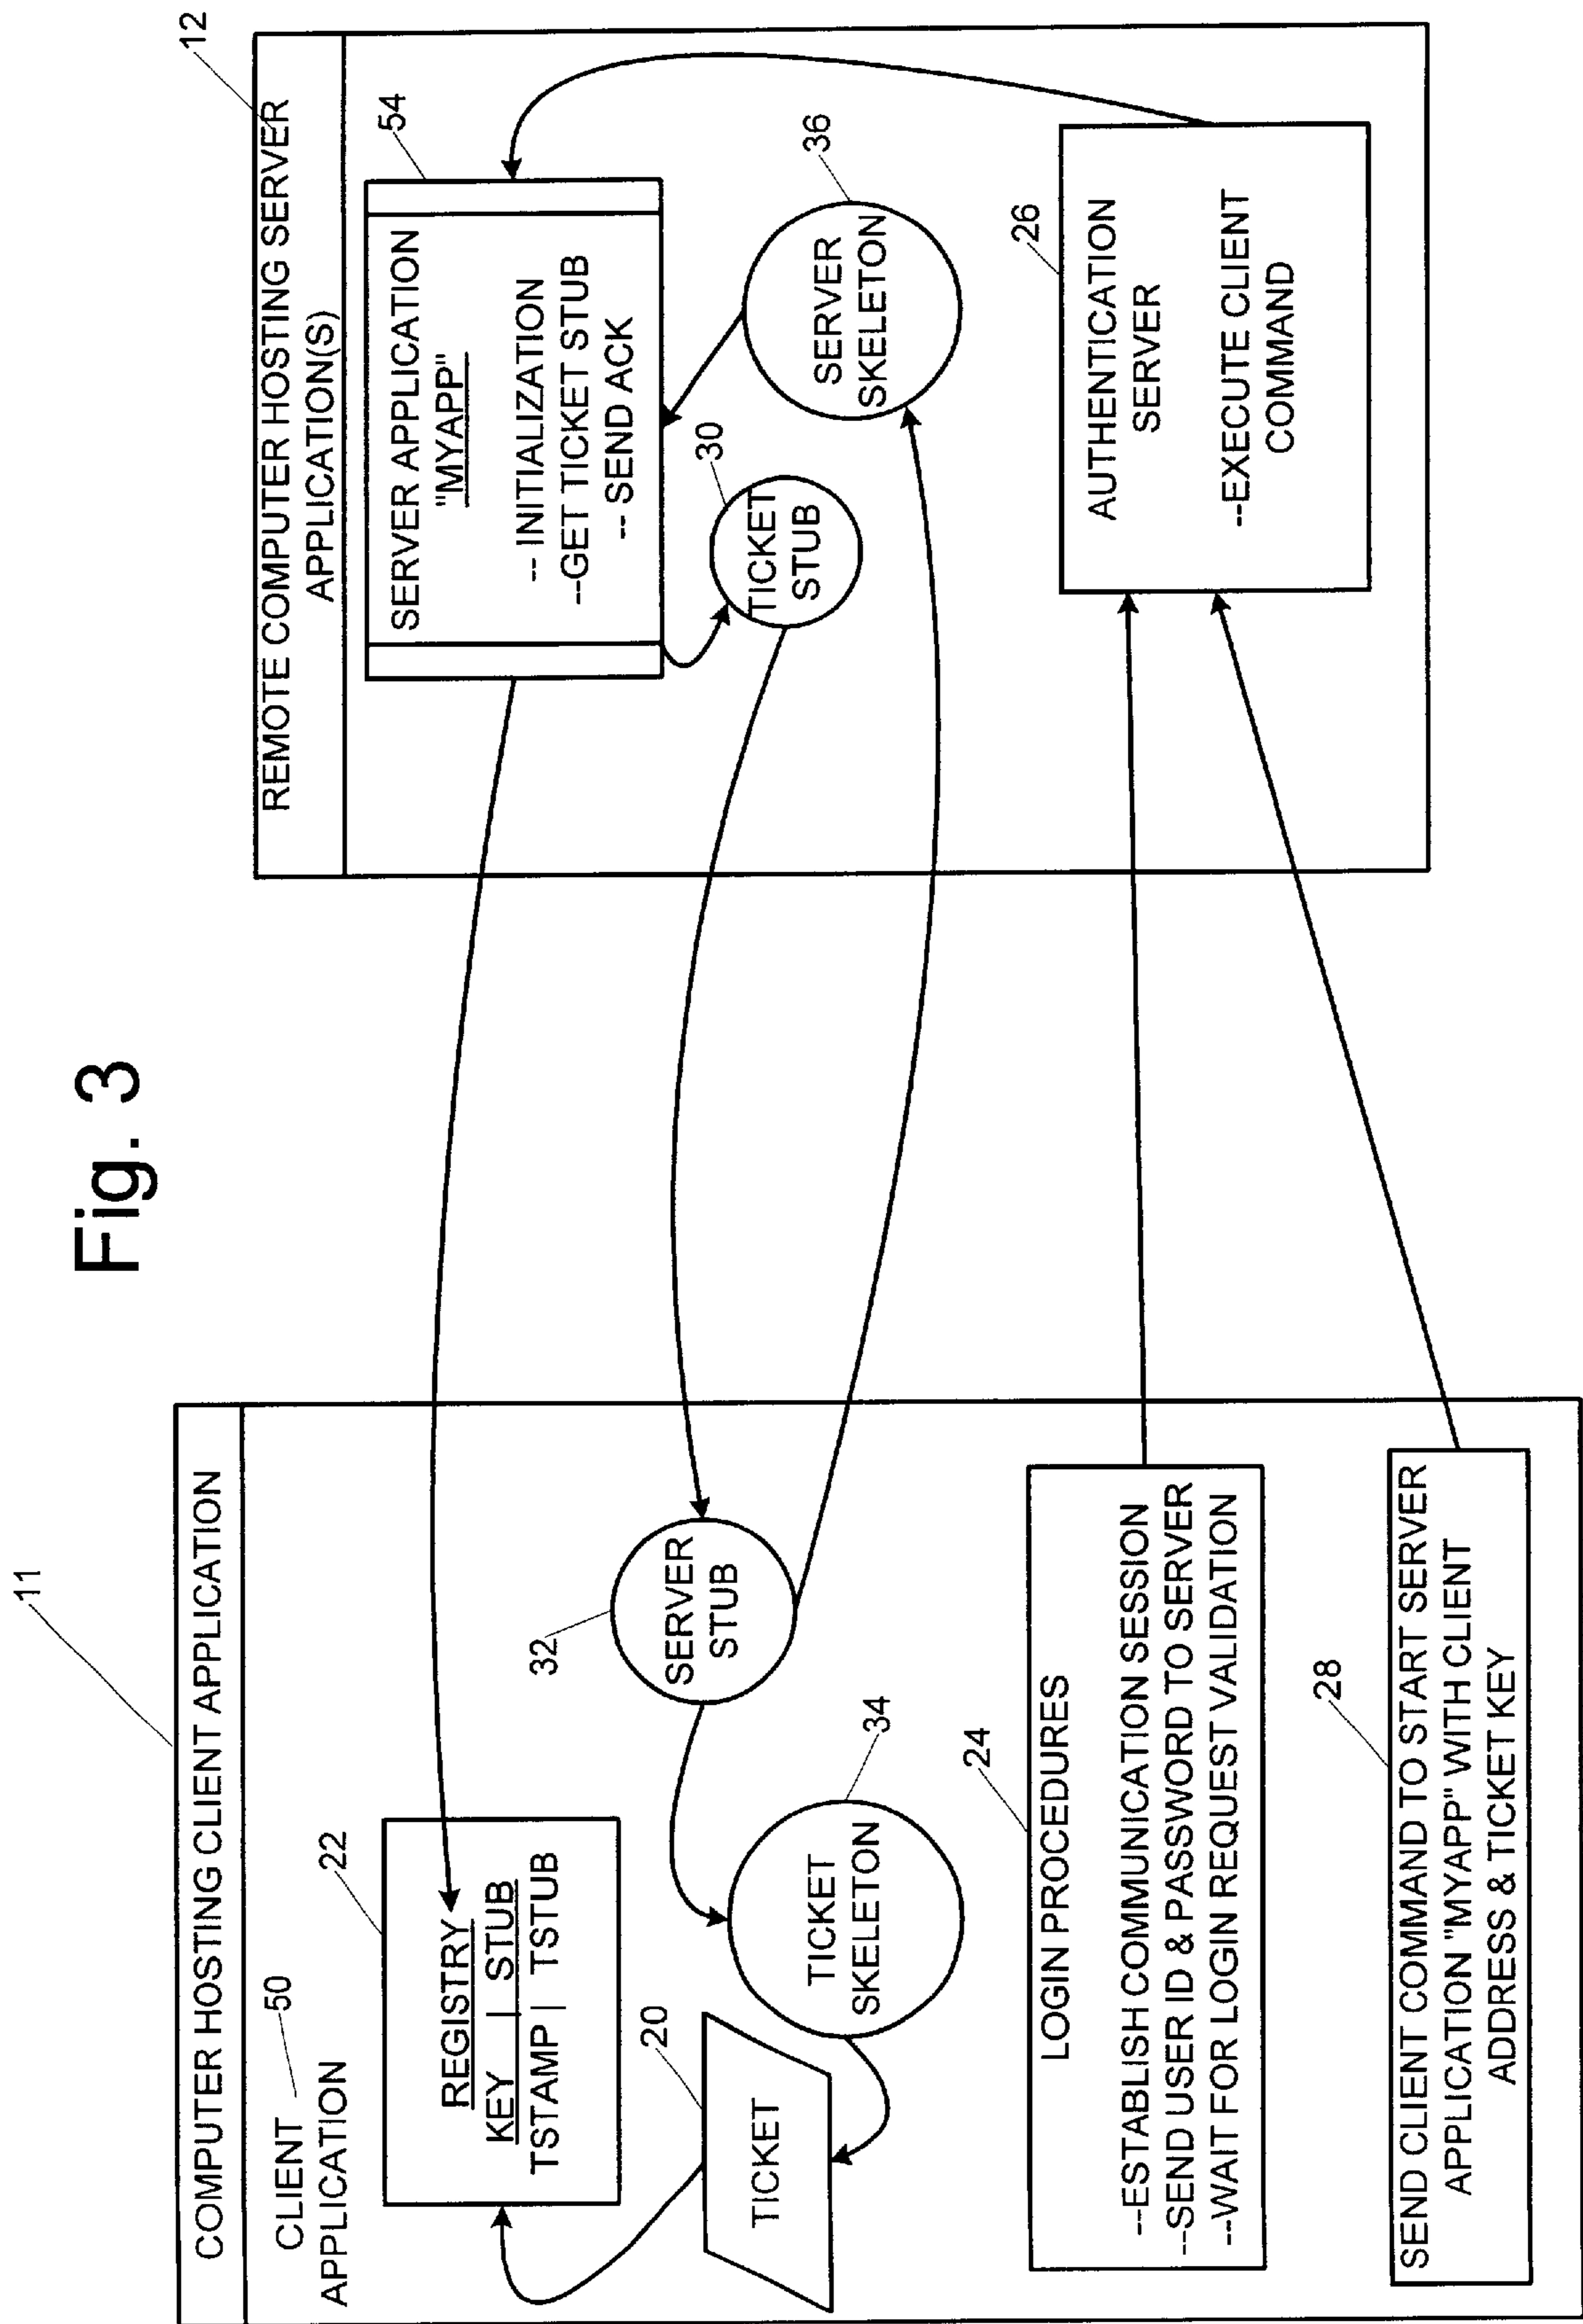 Fig. 3
11
COMPUTER HOSTING CLIENT APPLICATION
CLIENT
APPLICATION
50
22
REGISTRY
KEY | STUB
TSTAMP | TSTUB
32
SERVER
STUB
20
TICKET
34
TICKET
SKELETON
24
LOGIN PROCEDURES
--ESTABLISH COMMUNICATION SESSION
--SEND USER ID & PASSWORD TO SERVER
--WAIT FOR LOGIN REQUEST VALIDATION
28
SEND CLIENT COMMAND TO START SERVER
APPLICATION "MYAPP" WITH CLIENT
ADDRESS & TICKET KEY
12
REMOTE COMPUTER HOSTING SERVER
APPLICATION(S)
54
SERVER APPLICATION
"MYAPP"
-- INITIALIZATION
--GET TICKET STUB
-- SEND ACK
30
TICKET
STUB
36
SERVER
SKELETON
26
AUTHENTICATION
SERVER
--EXECUTE CLIENT
COMMAND